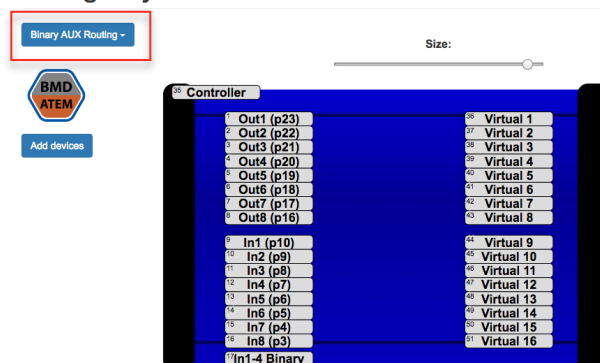 Binary AUX Routing
Size:
BMD
ATEM
Add devices
35 Controller
1 Out1 (p23)
2 Out2 (p22)
3 Out3 (p21)
4 Out4 (p20)
5 Out5 (p19)
6 Out6 (p18)
7 Out7 (p17)
8 Out8 (p16)
9 In1 (p10)
10 In2 (p9)
11 In3 (p8)
12 In4 (p7)
13 In5 (p6)
14 In6 (p5)
15 In7 (p4)
16 In8 (p3)
17 In1-4 Binary
36 Virtual 1
37 Virtual 2
38 Virtual 3
39 Virtual 4
40 Virtual 5
41 Virtual 6
42 Virtual 7
43 Virtual 8
44 Virtual 9
45 Virtual 10
46 Virtual 11
47 Virtual 12
48 Virtual 13
49 Virtual 14
50 Virtual 15
51 Virtual 16